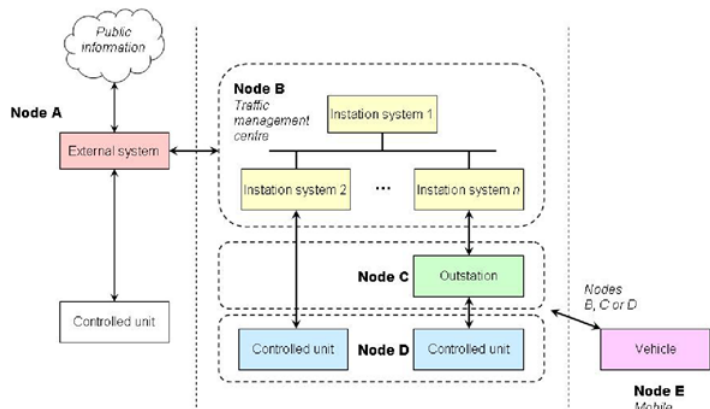 Public
information
Node A
External system
Controlled unit
Node B
Traffic
management
centre
Instation system 1
Instation system 2
...
Instation system n
Node C
Outstation
Controlled unit
Node D
Controlled unit
Nodes
B, C or D
Vehicle
Node E
Mobile